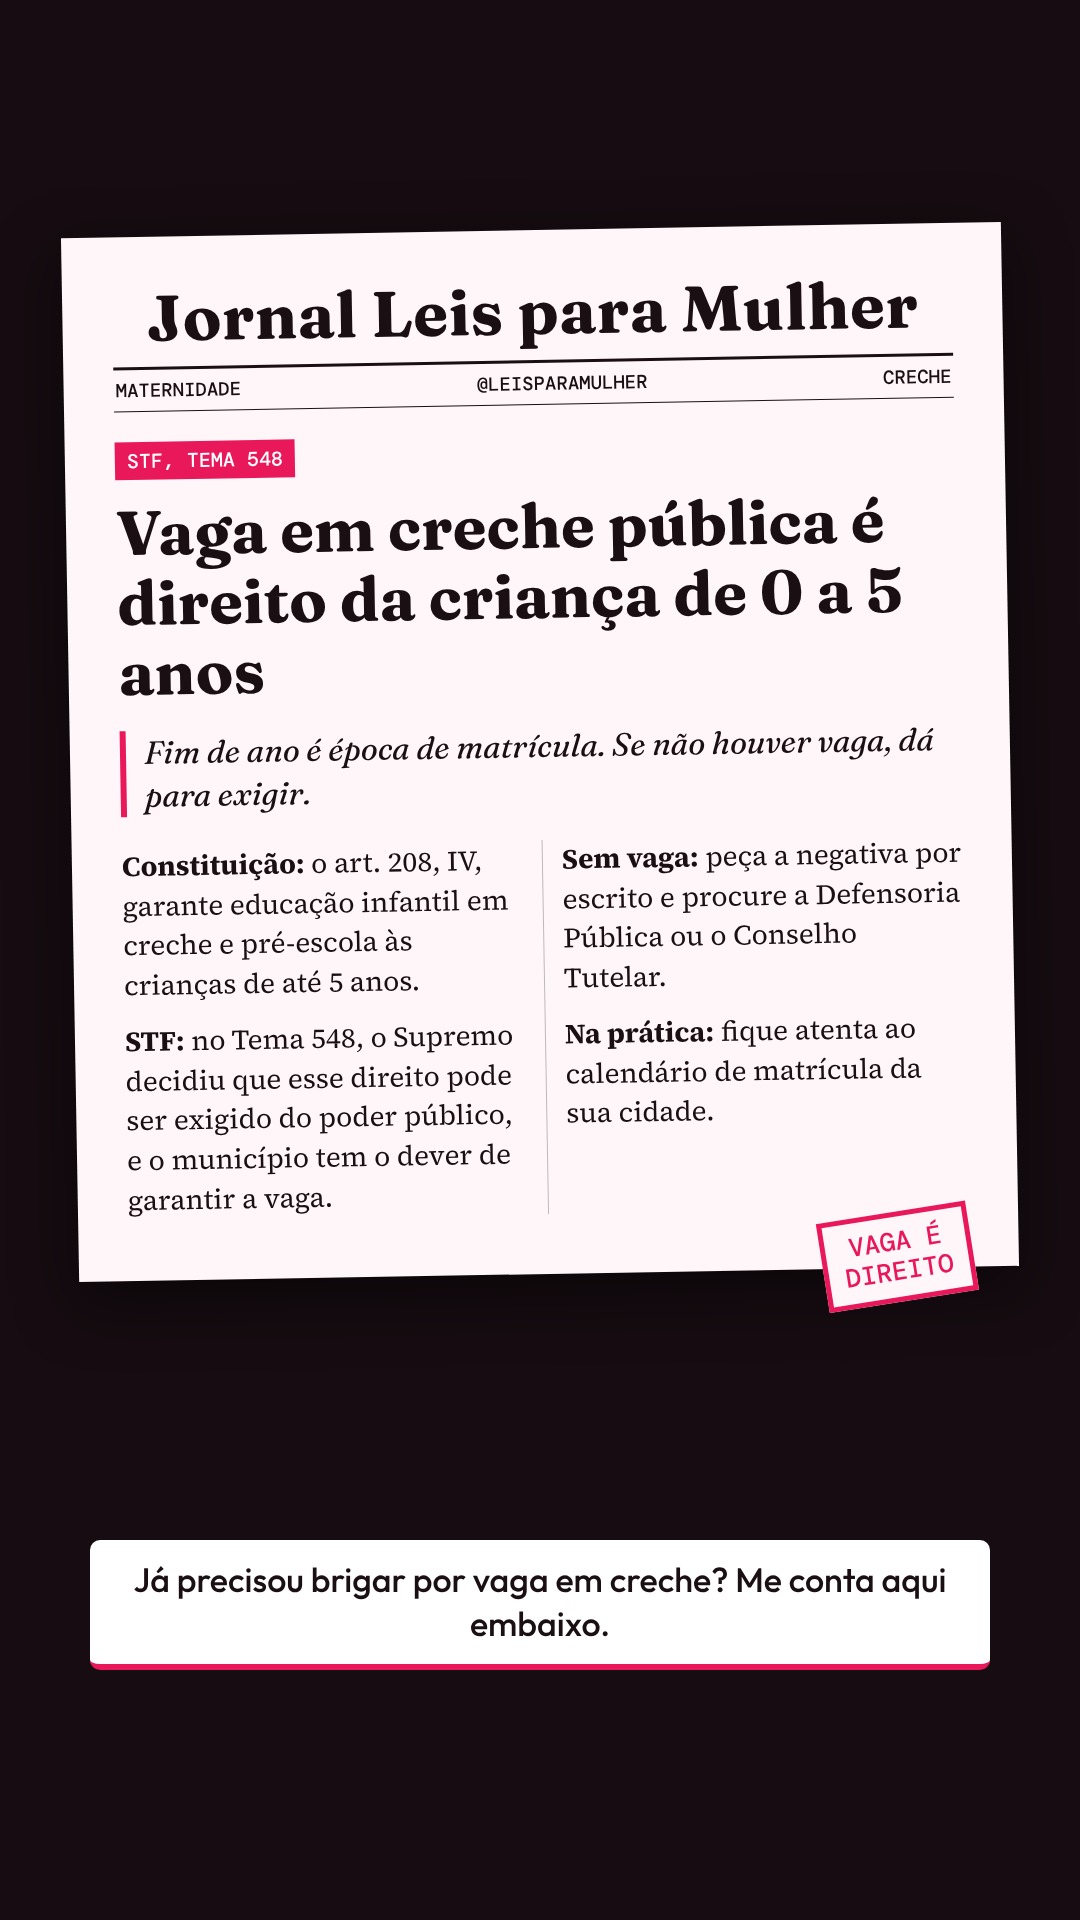 Jornal Leis para Mulher
MATERNIDADE
@LEISPARAMULHER
CRECHE
STF, TEMA 548
Vaga em creche pública é
direito da criança de 0 a 5
anos
Fim de ano é época de matrícula. Se não houver vaga, dá
para exigir.
Constituição: o art. 208, IV,
garante educação infantil em
creche e pré-escola às
crianças de até 5 anos.
STF: no Tema 548, o Supremo
decidiu que esse direito pode
ser exigido do poder público,
e o município tem o dever de
garantir a vaga.
Sem vaga: peça a negativa por
escrito e procure a Defensoria
Pública ou o Conselho
Tutelar.
Na prática: fique atenta ao
calendário de matrícula da
sua cidade.
VAGA É
DIREITO
Já precisou brigar por vaga em creche? Me conta aqui
embaixo.